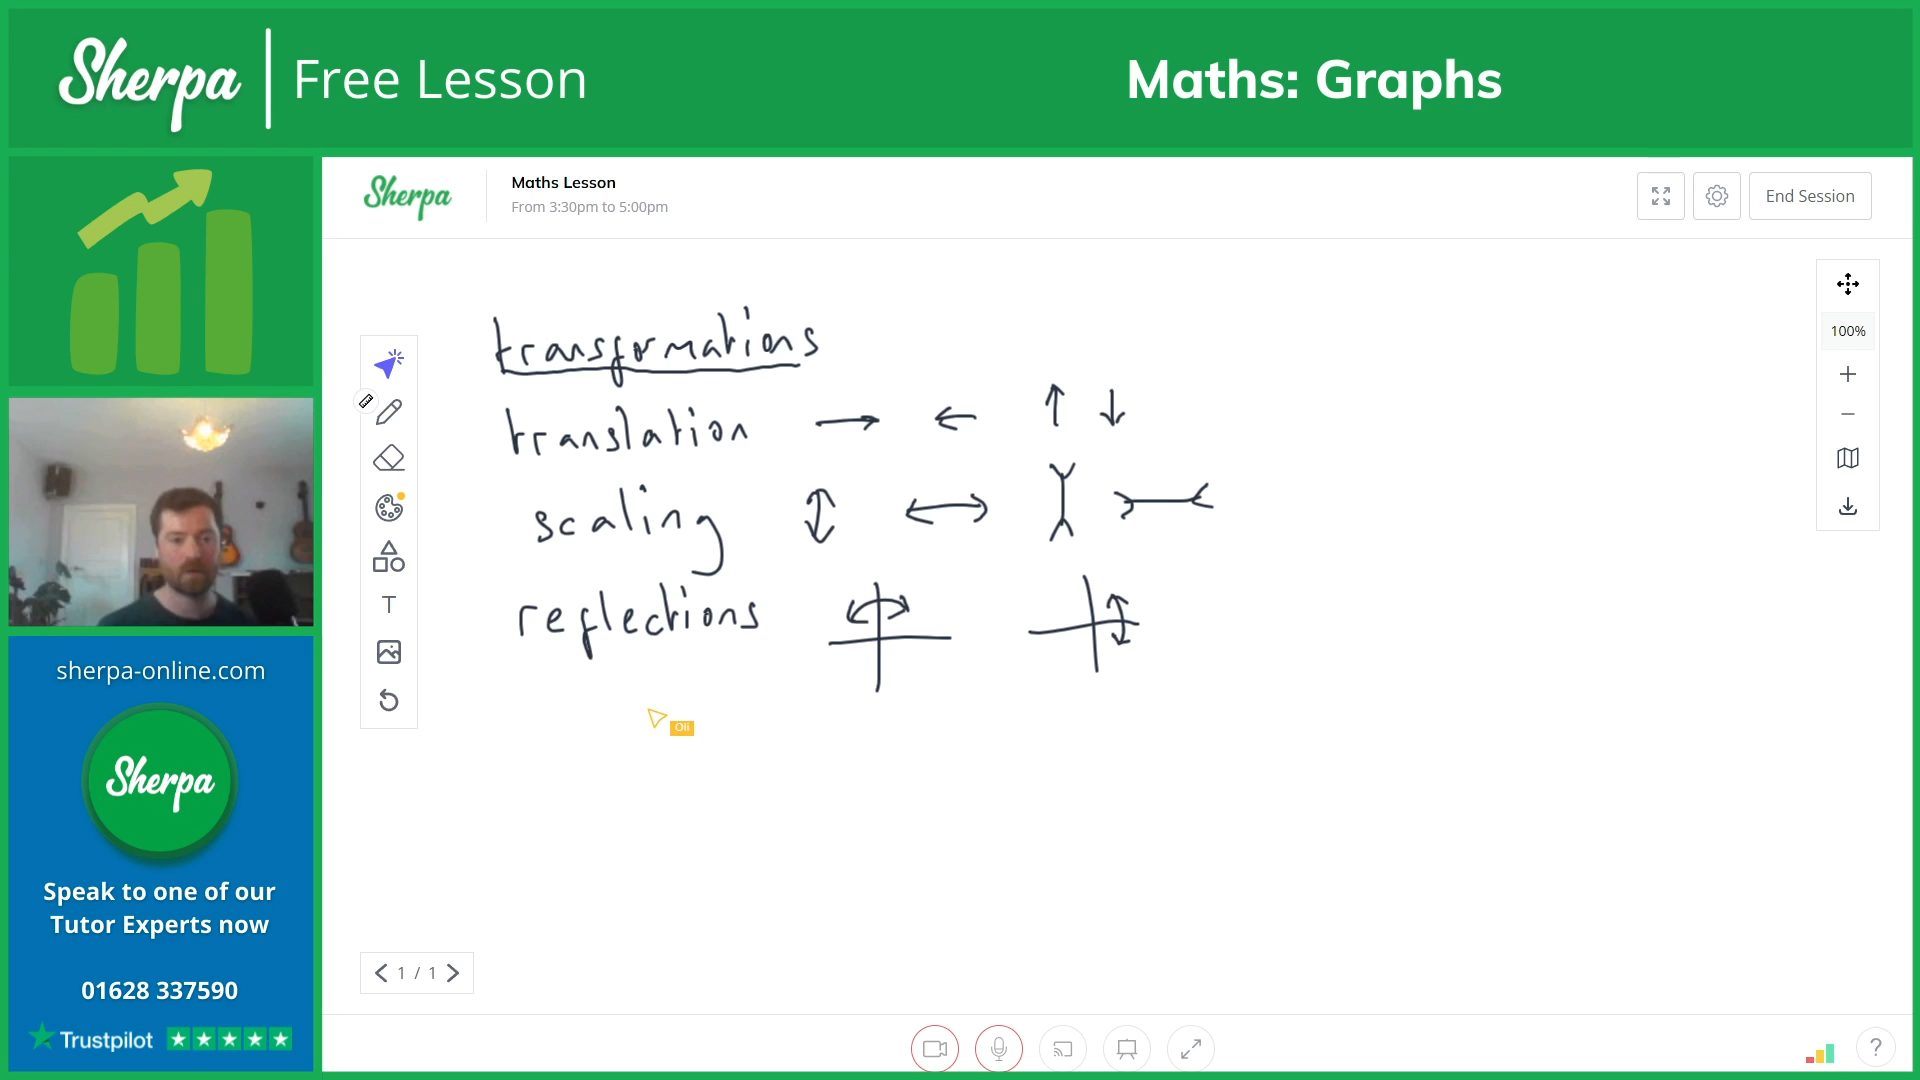 Sherpa | Free Lesson
Maths: Graphs
Sherpa
Maths Lesson
From 3:30pm to 5:00pm
End Session
100%
transformations
translation
scaling
reflections
T
Oli
sherpa-online.com
Sherpa
Speak to one of our
Tutor Experts now
01628 337590
Trustpilot
1 / 1
?